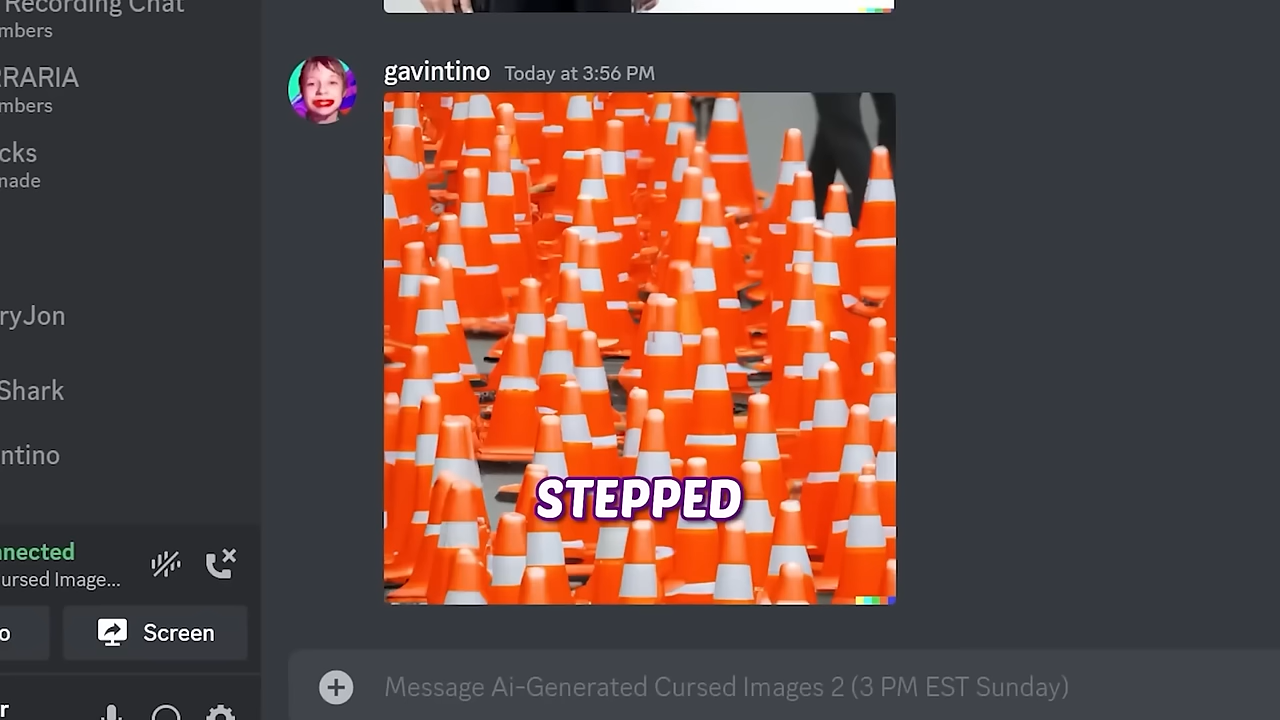 Recording Chat
mbers
RARIA
mbers
cks
nade
ryJon
Shark
ntino
nnected
ursed Image...
o
Screen
r
gavintino Today at 3:56 PM
STEPPED
Message Ai-Generated Cursed Images 2 (3 PM EST Sunday)